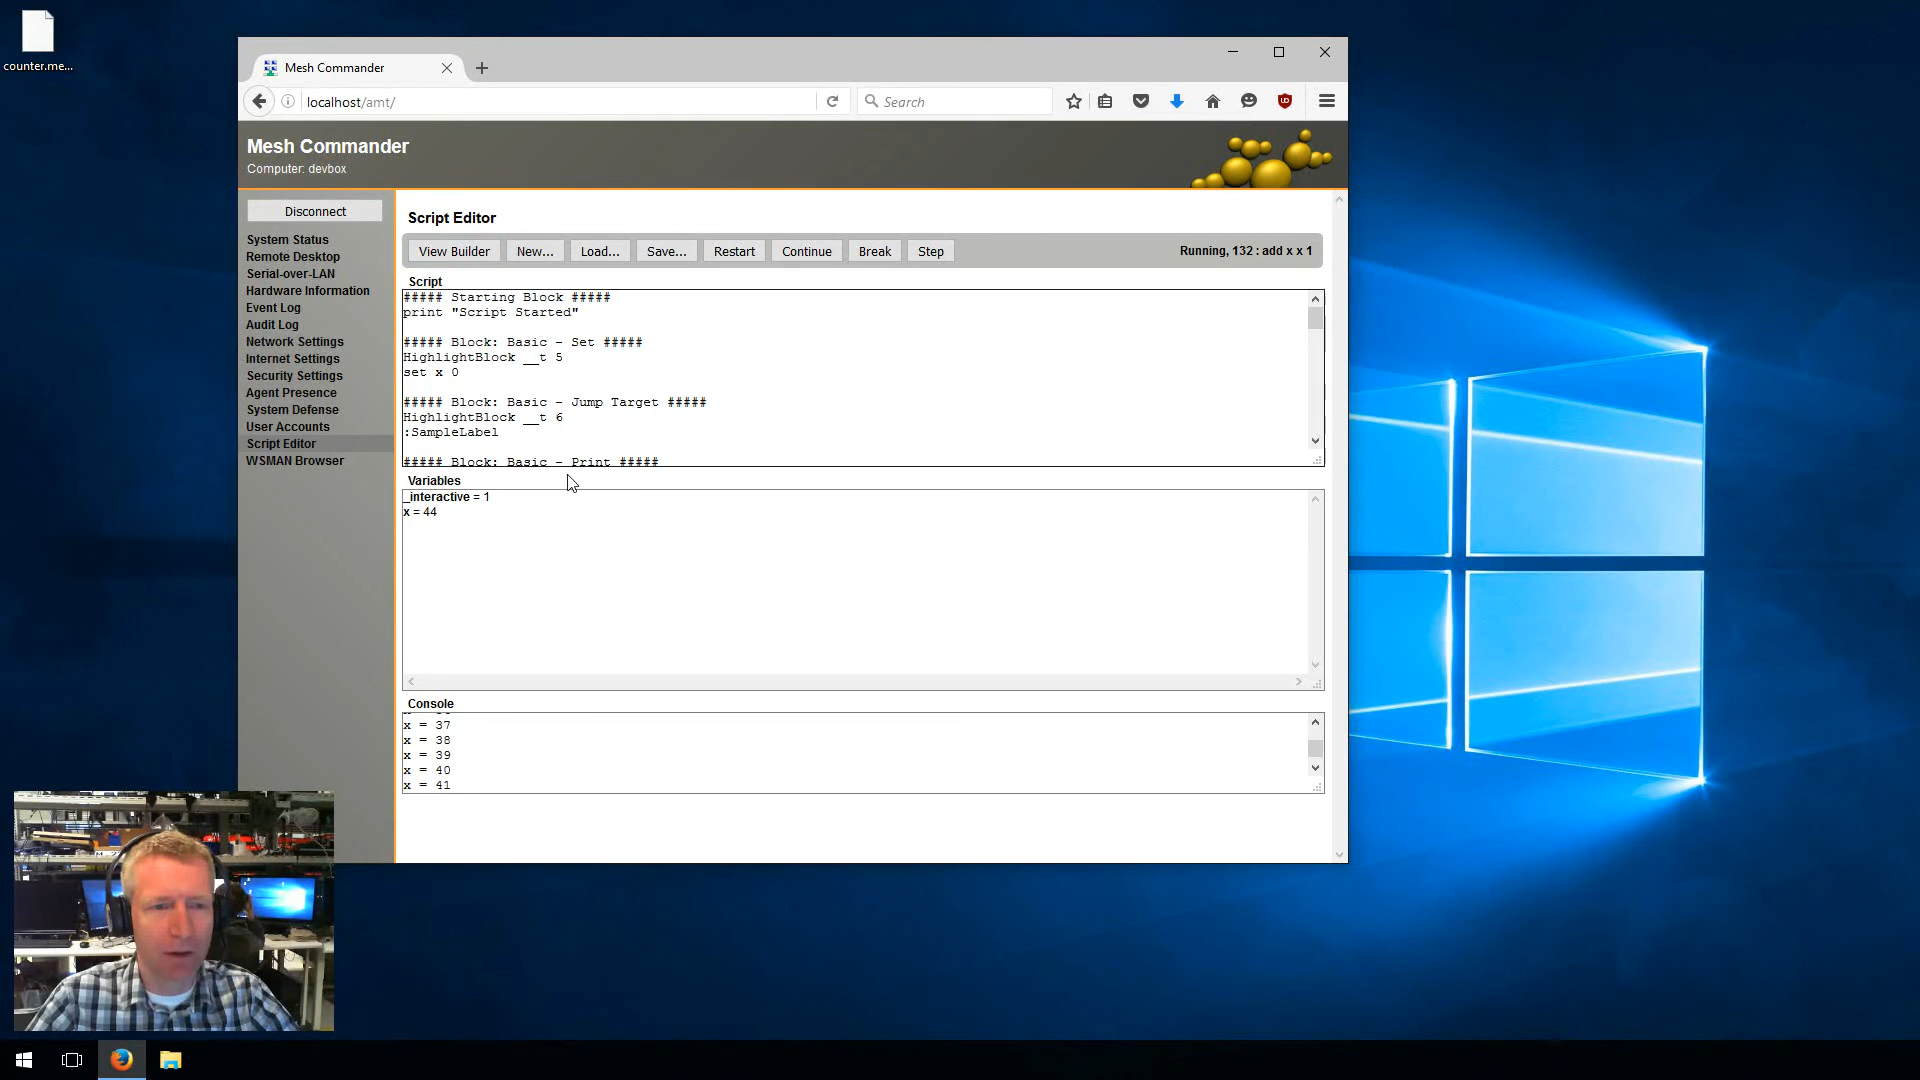 counter.me...
Mesh Commander
localhost/amt/
Search
Mesh Commander
Computer: devbox
Disconnect
System Status
Remote Desktop
Serial-over-LAN
Hardware Information
Event Log
Audit Log
Network Settings
Internet Settings
Security Settings
Agent Presence
System Defense
User Accounts
Script Editor
WSMAN Browser
Script Editor
View Builder New... Load... Save... Restart Continue Break Step Running, 132 : add x x 1
Script
##### Starting Block #####
print "Script Started"
##### Block: Basic - Set #####
HighlightBlock __t 5
set x 0
##### Block: Basic - Jump Target #####
HighlightBlock __t 6
:SampleLabel
##### Block: Basic - Print #####
Variables
_interactive = 1
x = 44
Console
x = 37
x = 38
x = 39
x = 40
x = 41